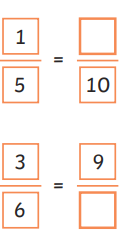 1/5 = □/10
3/6 = 9/□